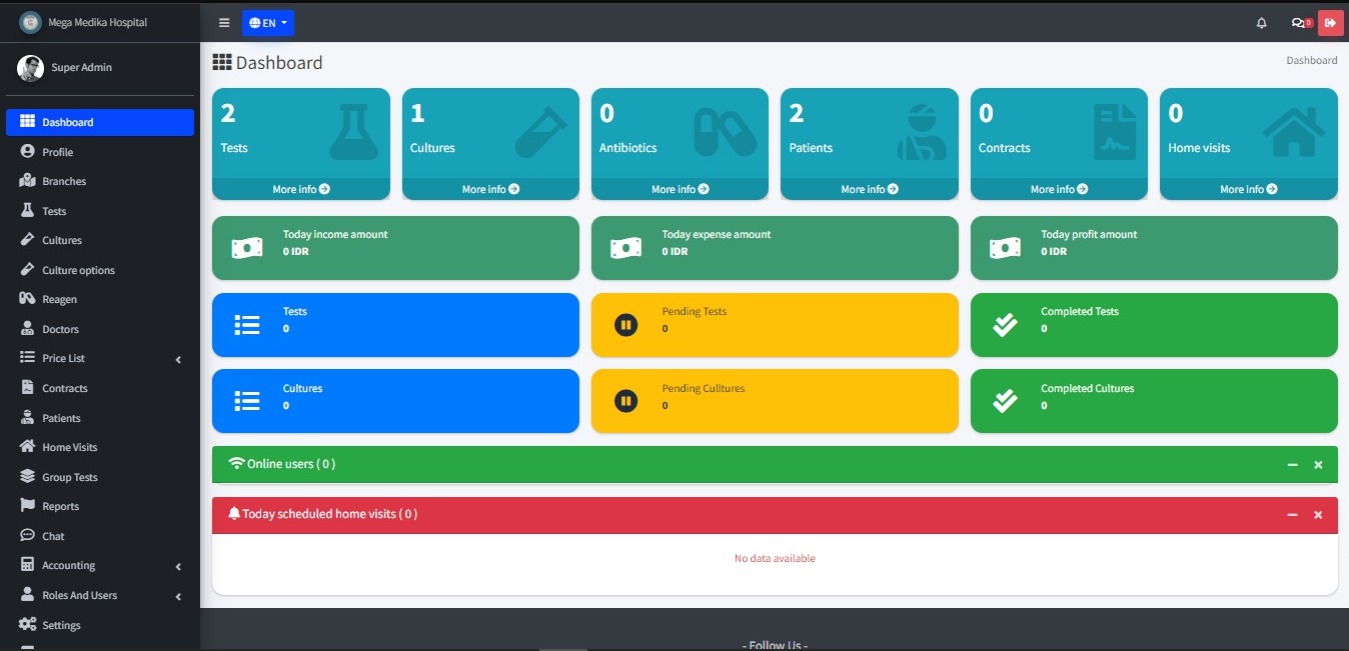 Mega Medika Hospital
EN
0
Super Admin
Dashboard
Profile
Branches
Tests
Cultures
Culture options
Reagen
Doctors
Price List
Contracts
Patients
Home Visits
Group Tests
Reports
Chat
Accounting
Roles And Users
Settings
Dashboard
Dashboard
2
Tests
More info
1
Cultures
More info
0
Antibiotics
More info
2
Patients
More info
0
Contracts
More info
0
Home visits
More info
Today income amount
0 IDR
Today expense amount
0 IDR
Today profit amount
0 IDR
Tests
0
Pending Tests
0
Completed Tests
0
Cultures
0
Pending Cultures
0
Completed Cultures
0
Online users ( 0 )
Today scheduled home visits ( 0 )
No data available
- Follow Us -